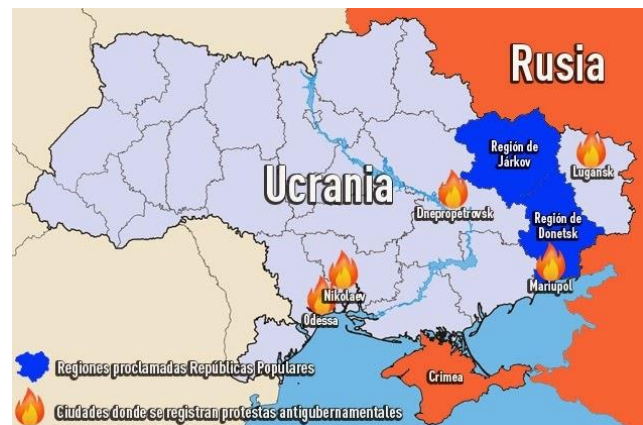 Rusia
Región de
Járkov
Lugansk
Ucrania
Dnepropetrovsk
Región de
Donetsk
Mariupol
Nikolaev
Odessa
Crimea
Regiones proclamadas Repúblicas Populares
Ciudades donde se registran protestas antigubernamentales